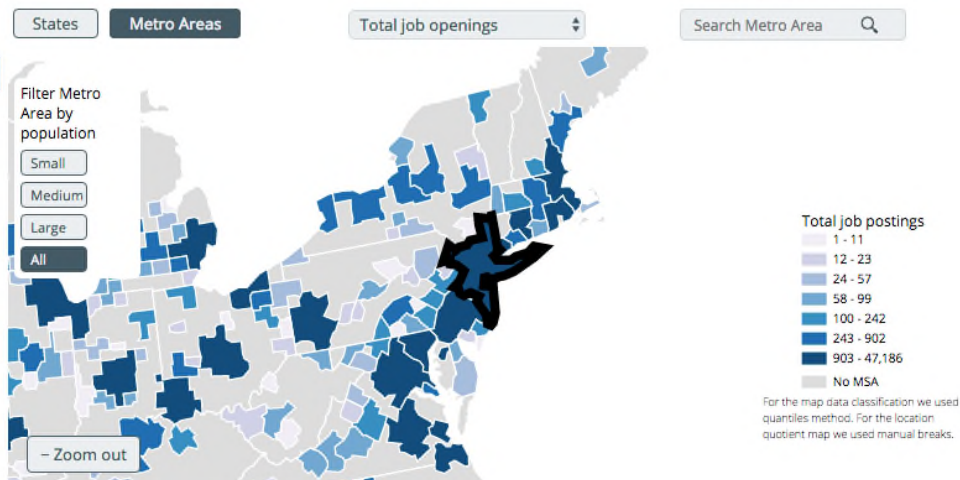 States
Metro Areas
Total job openings
Search Metro Area
Filter Metro
Area by
population
Small
Medium
Large
All
− Zoom out
Total job postings
1 - 11
12 - 23
24 - 57
58 - 99
100 - 242
243 - 902
903 - 47,186
No MSA
For the map data classification we used
quantiles method. For the location
quotient map we used manual breaks.